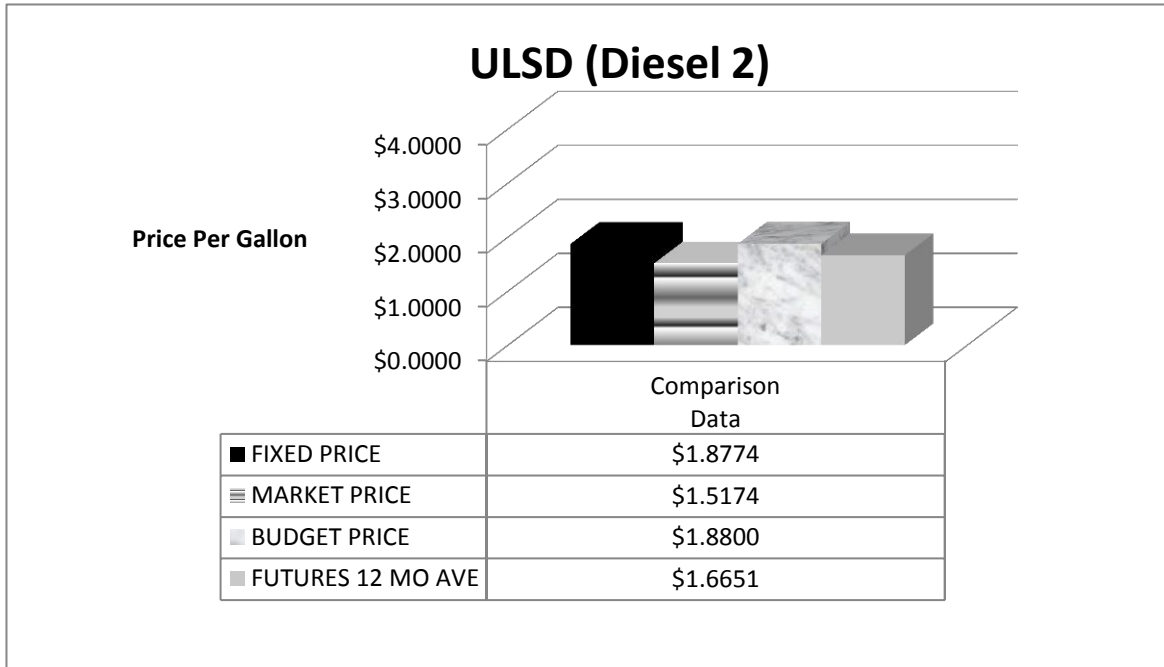 ULSD (Diesel 2)
$4.0000
$3.0000
Price Per Gallon
$2.0000
$1.0000
$0.0000
Comparison
Data
FIXED PRICE $1.8774
MARKET PRICE $1.5174
BUDGET PRICE $1.8800
FUTURES 12 MO AVE $1.6651